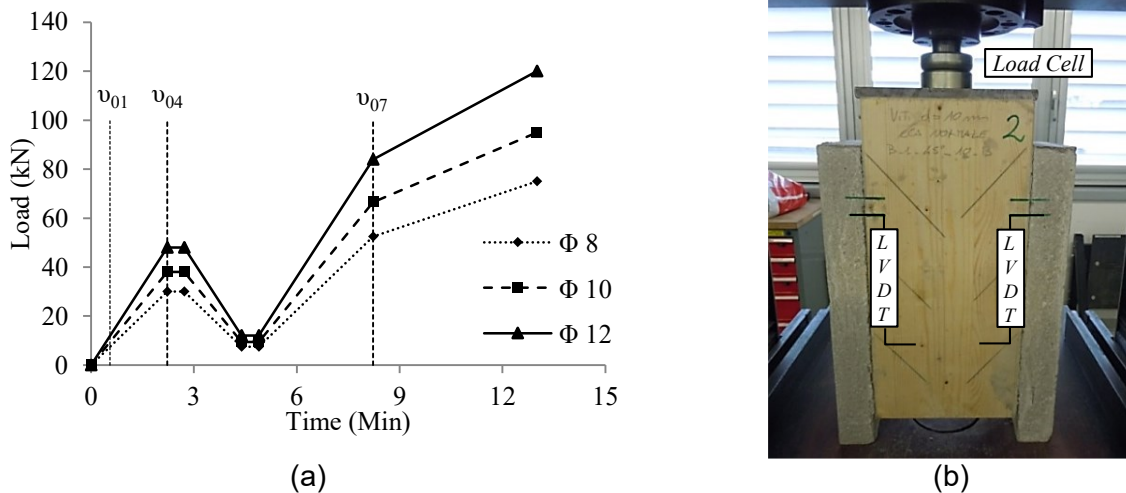 140
120
100
80
60
40
20
0
Load (kN)
υ01
υ04
υ07
Φ 8
Φ 10
Φ 12
0
3
6
9
12
15
Time (Min)
(a)
Load Cell
2
L
V
D
T
L
V
D
T
(b)